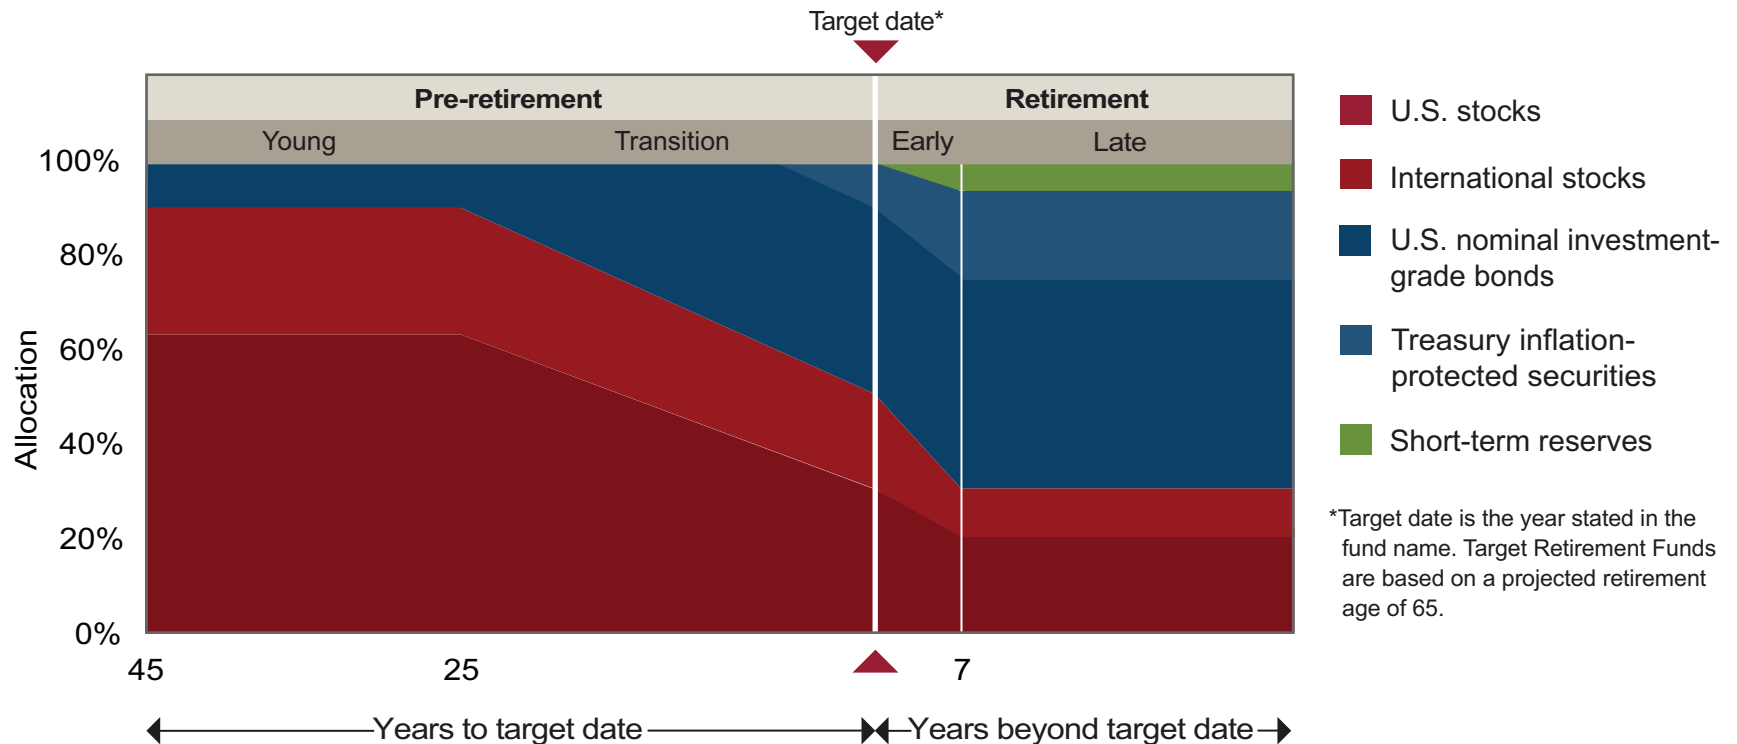 Target date*
Pre-retirement
Retirement
Young
Transition
Early
Late
100%
80%
60%
40%
20%
0%
Allocation
45
25
7
Years to target date
Years beyond target date
U.S. stocks
International stocks
U.S. nominal investment-
grade bonds
Treasury inflation-
protected securities
Short-term reserves
*Target date is the year stated in the
fund name. Target Retirement Funds
are based on a projected retirement
age of 65.